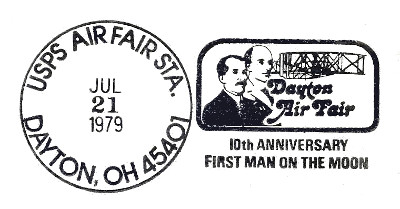 USPS AIR FAIR STA.
JUL
21
1979
DAYTON, OH 45401
Dayton
Air Fair
10th ANNIVERSARY
FIRST MAN ON THE MOON